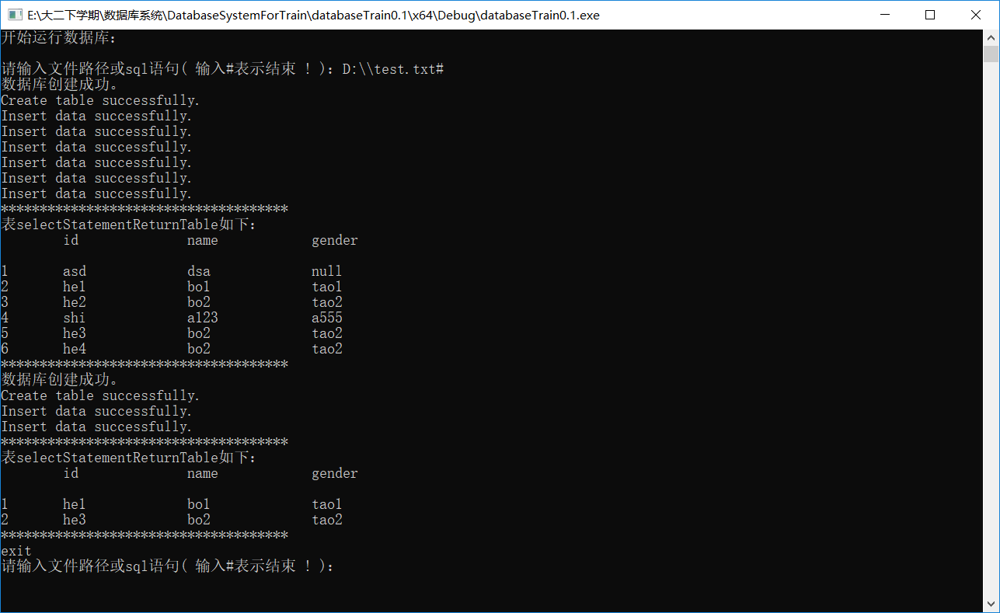 E:\大二下学期\数据库系统\DatabaseSystemForTrain\databaseTrain0.1\x64\Debug\databaseTrain0.1.exe
开始运行数据库：
请输入文件路径或sql语句( 输入#表示结束 ! ): D:\\test.txt#
数据库创建成功。
Create table successfully.
Insert data successfully.
Insert data successfully.
Insert data successfully.
Insert data successfully.
Insert data successfully.
Insert data successfully.
*************************************
表selectStatementReturnTable如下：
id name gender
1 asd dsa null
2 he1 bo1 tao1
3 he2 bo2 tao2
4 shi a123 a555
5 he3 bo2 tao2
6 he4 bo2 tao2
*************************************
数据库创建成功。
Create table successfully.
Insert data successfully.
Insert data successfully.
*************************************
表selectStatementReturnTable如下：
id name gender
1 he1 bo1 tao1
2 he3 bo2 tao2
*************************************
exit
请输入文件路径或sql语句( 输入#表示结束 ! ):